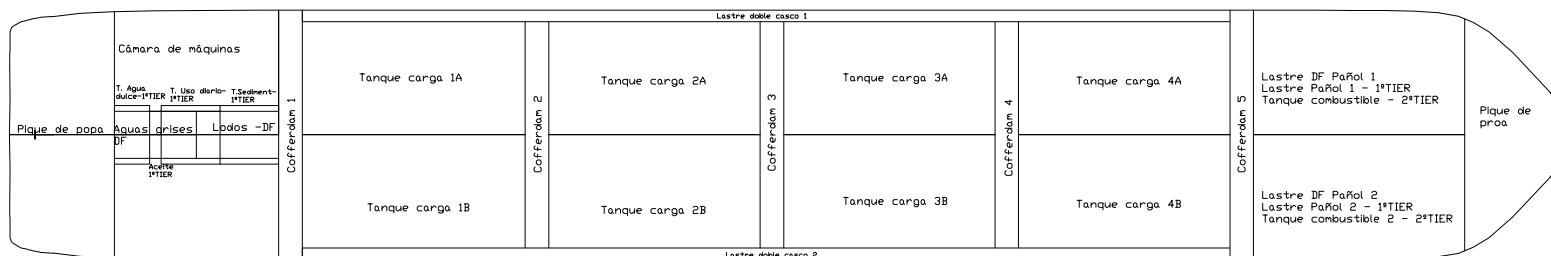 Lastre doble casco 1
Cámara de máquinas
T. Agua
dulce-1ºTIER
T. Uso diario-
1ºTIER
T.Sediment-
1ºTIER
Pique de popa
Aguas grises
DF
Lodos -DF
Aceite
1ºTIER
Cofferdam 1
Tanque carga 1A
Tanque carga 1B
Cofferdam 2
Tanque carga 2A
Tanque carga 2B
Cofferdam 3
Tanque carga 3A
Tanque carga 3B
Cofferdam 4
Tanque carga 4A
Tanque carga 4B
Cofferdam 5
Lastre DF Pañol 1
Lastre Pañol 1 - 1ºTIER
Tanque combustible - 2ºTIER
Lastre DF Pañol 2
Lastre Pañol 2 - 1ºTIER
Tanque combustible 2 - 2ºTIER
Pique de
proa
Lastre doble casco 2